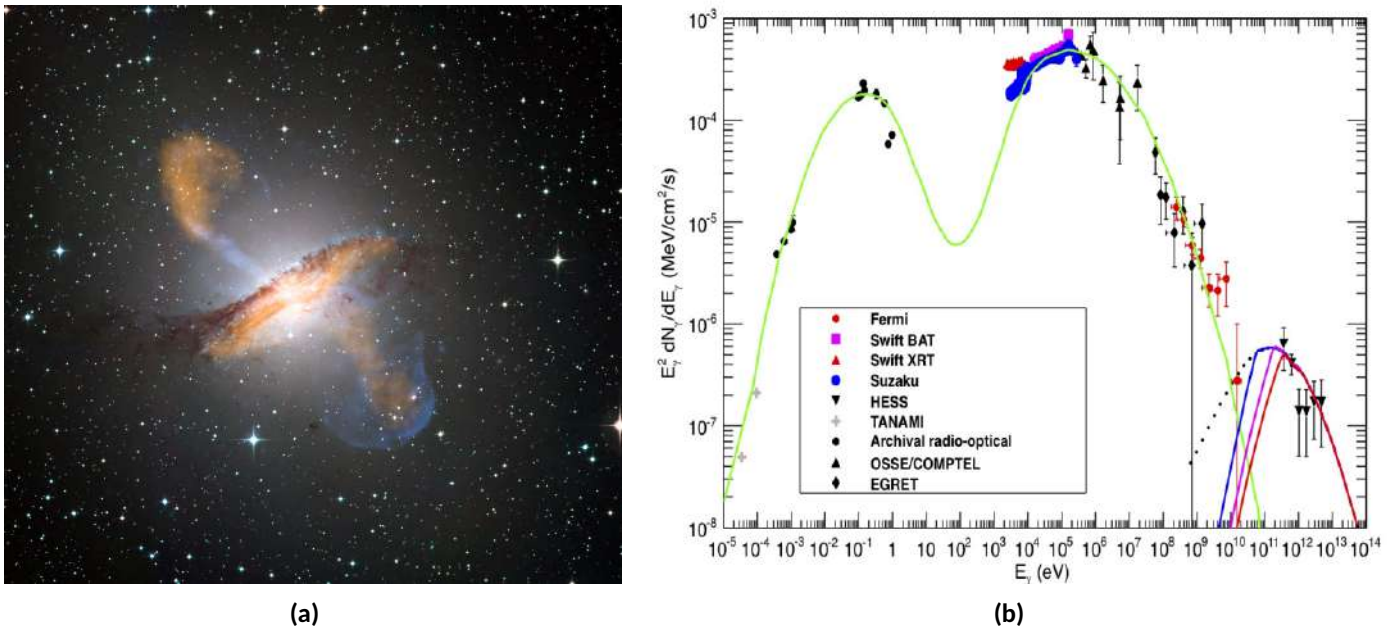 10⁻³
10⁻⁴
10⁻⁵
10⁻⁶
10⁻⁷
10⁻⁸
E²ᵧ dNᵧ/dEᵧ (MeV/cm²/s)
Fermi
Swift BAT
Swift XRT
Suzaku
HESS
TANAMI
Archival radio-optical
OSSE/COMPTEL
EGRET
10⁻⁵ 10⁻⁴ 10⁻³ 10⁻² 10⁻¹ 1 10 10² 10³ 10⁴ 10⁵ 10⁶ 10⁷ 10⁸ 10⁹ 10¹⁰ 10¹¹ 10¹² 10¹³ 10¹⁴
Eᵧ (eV)
(a) (b)